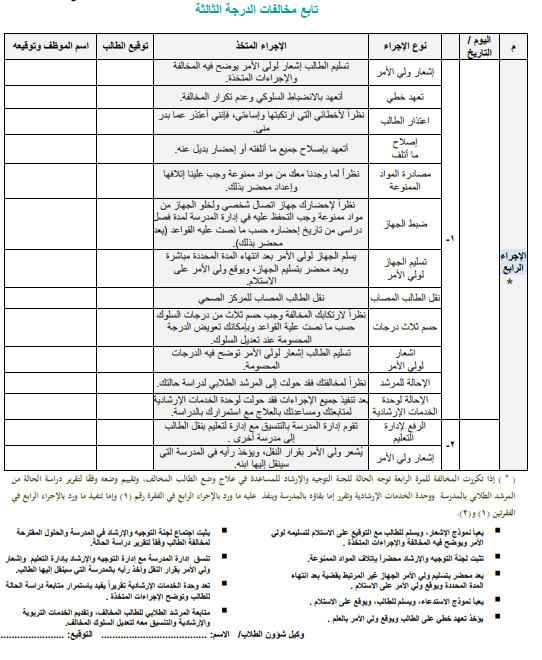 تابع مخالفات الدرجة الثالثة
م
اليوم / التاريخ
نوع الإجراء
الإجراء المتخذ
توقيع الطالب
اسم الموظف وتوقيعه
الإجراء الرابع
*
١-
إشعار ولي الأمر
تسليم الطالب إشعار لولي الأمر يوضح فيه المخالفة
والإجراءات المتخذة.
تعهد خطي
أتعهد بالانضباط السلوكي وعدم تكرار المخالفة.
اعتذار الطالب
نظراً لأخطائي التي ارتكبتها وإساءتي، فإنني أعتذر عما بدر
مني.
إصلاح
ما أتلف
أتعهد بإصلاح جميع ما أتلفته أو إحضار بديل عنه.
مصادرة المواد
الممنوعة
نظراً لما وجدنا معك من مواد ممنوعة وجب علينا إتلافها
وإعداد محضر بذلك.
ضبط الجهاز
نظراً لإحضارك جهاز اتصال شخصي ولخلو الجهاز من
مواد ممنوعة وجب التحفظ عليه في إدارة المدرسة لمدة فصل
دراسي من تاريخ إحضاره حسب ما نصت عليه القواعد (يعد
محضر بذلك).
تسليم الجهاز
لولي الأمر
يسلم الجهاز لولي الأمر بعد انتهاء المدة المحددة مباشرة
ويعد محضر بتسليم الجهاز، ويوقع ولي الأمر على
الاستلام.
نقل الطالب المصاب
نقل الطالب المصاب للمركز الصحي
حسم ثلاث درجات
نظراً لارتكابك المخالفة وجب حسم ثلاث من درجات السلوك
حسب ما نصت علية القواعد وبإمكانك تعويض الدرجة
المحسومة عند تعديل السلوك.
اشعار
لولي الأمر
تسليم الطالب إشعار لولي الأمر توضح فيه الدرجات
المحسومة.
الإحالة للمرشد
نظراً لمخالفتك فقد حولت إلى المرشد الطلابي لدراسة حالتك.
الإحالة لوحدة
الخدمات الإرشادية
بعد تنفيذ جميع الإجراءات فقد حولت لوحدة الخدمات الإرشادية
لمتابعتك ومساعدتك بالعلاج مع استمرارك بالدراسة.
٢-
الرفع لإدارة
التعليم
تقوم إدارة المدرسة بالتنسيق مع إدارة لتعليم بنقل الطالب
إلى مدرسة أخرى .
إشعار ولي الأمر
يُشعر ولي الأمر بقرار النقل، ويؤخذ رأيه في المدرسة التي
سينقل إليها ابنه.
( * ) إذا تكررت المخالفة للمرة الرابعة توجه الحالة للجنة التوجيه والإرشاد للمساعدة في علاج وضع الطالب المخالف، وتقييم وضعه وفقًا لتقرير دراسة الحالة من
المرشد الطلابي بالمدرسة ووحدة الخدمات الإرشادية وتقرر إما بقاؤه بالمدرسة وينفذ عليه ما ورد بالإجراء الرابع في الفقرة رقم (١) وإما تنفيذ ما ورد بالإجراء الرابع في
الفقرتين (١) و(٢).
▪ يعبأ نموذج الإشعار، ويسلم للطالب مع التوقيع على الاستلام لتسليمه لولي
الأمر ويوضح فيه المخالفة والإجراءات المتخذة .
▪ تثبت لجنة التوجيه والإرشاد محضراً بإتلاف المواد الممنوعة.
▪ يعد محضر بتسليم ولي الأمر الجهاز غير المرتبط بقضية بعد انتهاء
المدة المحددة ويوقع ولي الأمر على الاستلام .
▪ يعبأ نموذج الاستدعاء، ويسلم للطالب، ويوقع على الاستلام .
▪ يؤخذ تعهد خطي على الطالب ويوقع ولي الأمر بالعلم .
▪ يثبت اجتماع لجنة التوجيه والإرشاد في المدرسة والحلول المقترحة
لمخالفة الطالب وفقاً لتقرير دراسة الحالة.
▪ تنسق إدارة المدرسة مع إدارة التوجيه والإرشاد بإدارة التعليم وإشعار
ولي الأمر بقرار النقل وأخذ رأيه بالمدرسة التي سينقل إليها الطالب.
▪ تعد وحدة الخدمات الإرشادية تقريراً يفيد باستمرار متابعة دراسة الحالة
للطالب وتوضح الإجراءات المتخذة .
▪ متابعة المرشد الطلابي للطالب المخالف، وتقديم الخدمات التربوية
والإرشادية والتنسيق معه لتعديل السلوك المخالف.
وكيل شؤون الطلاب/ الاسم: ........................................ التوقيع: ........................